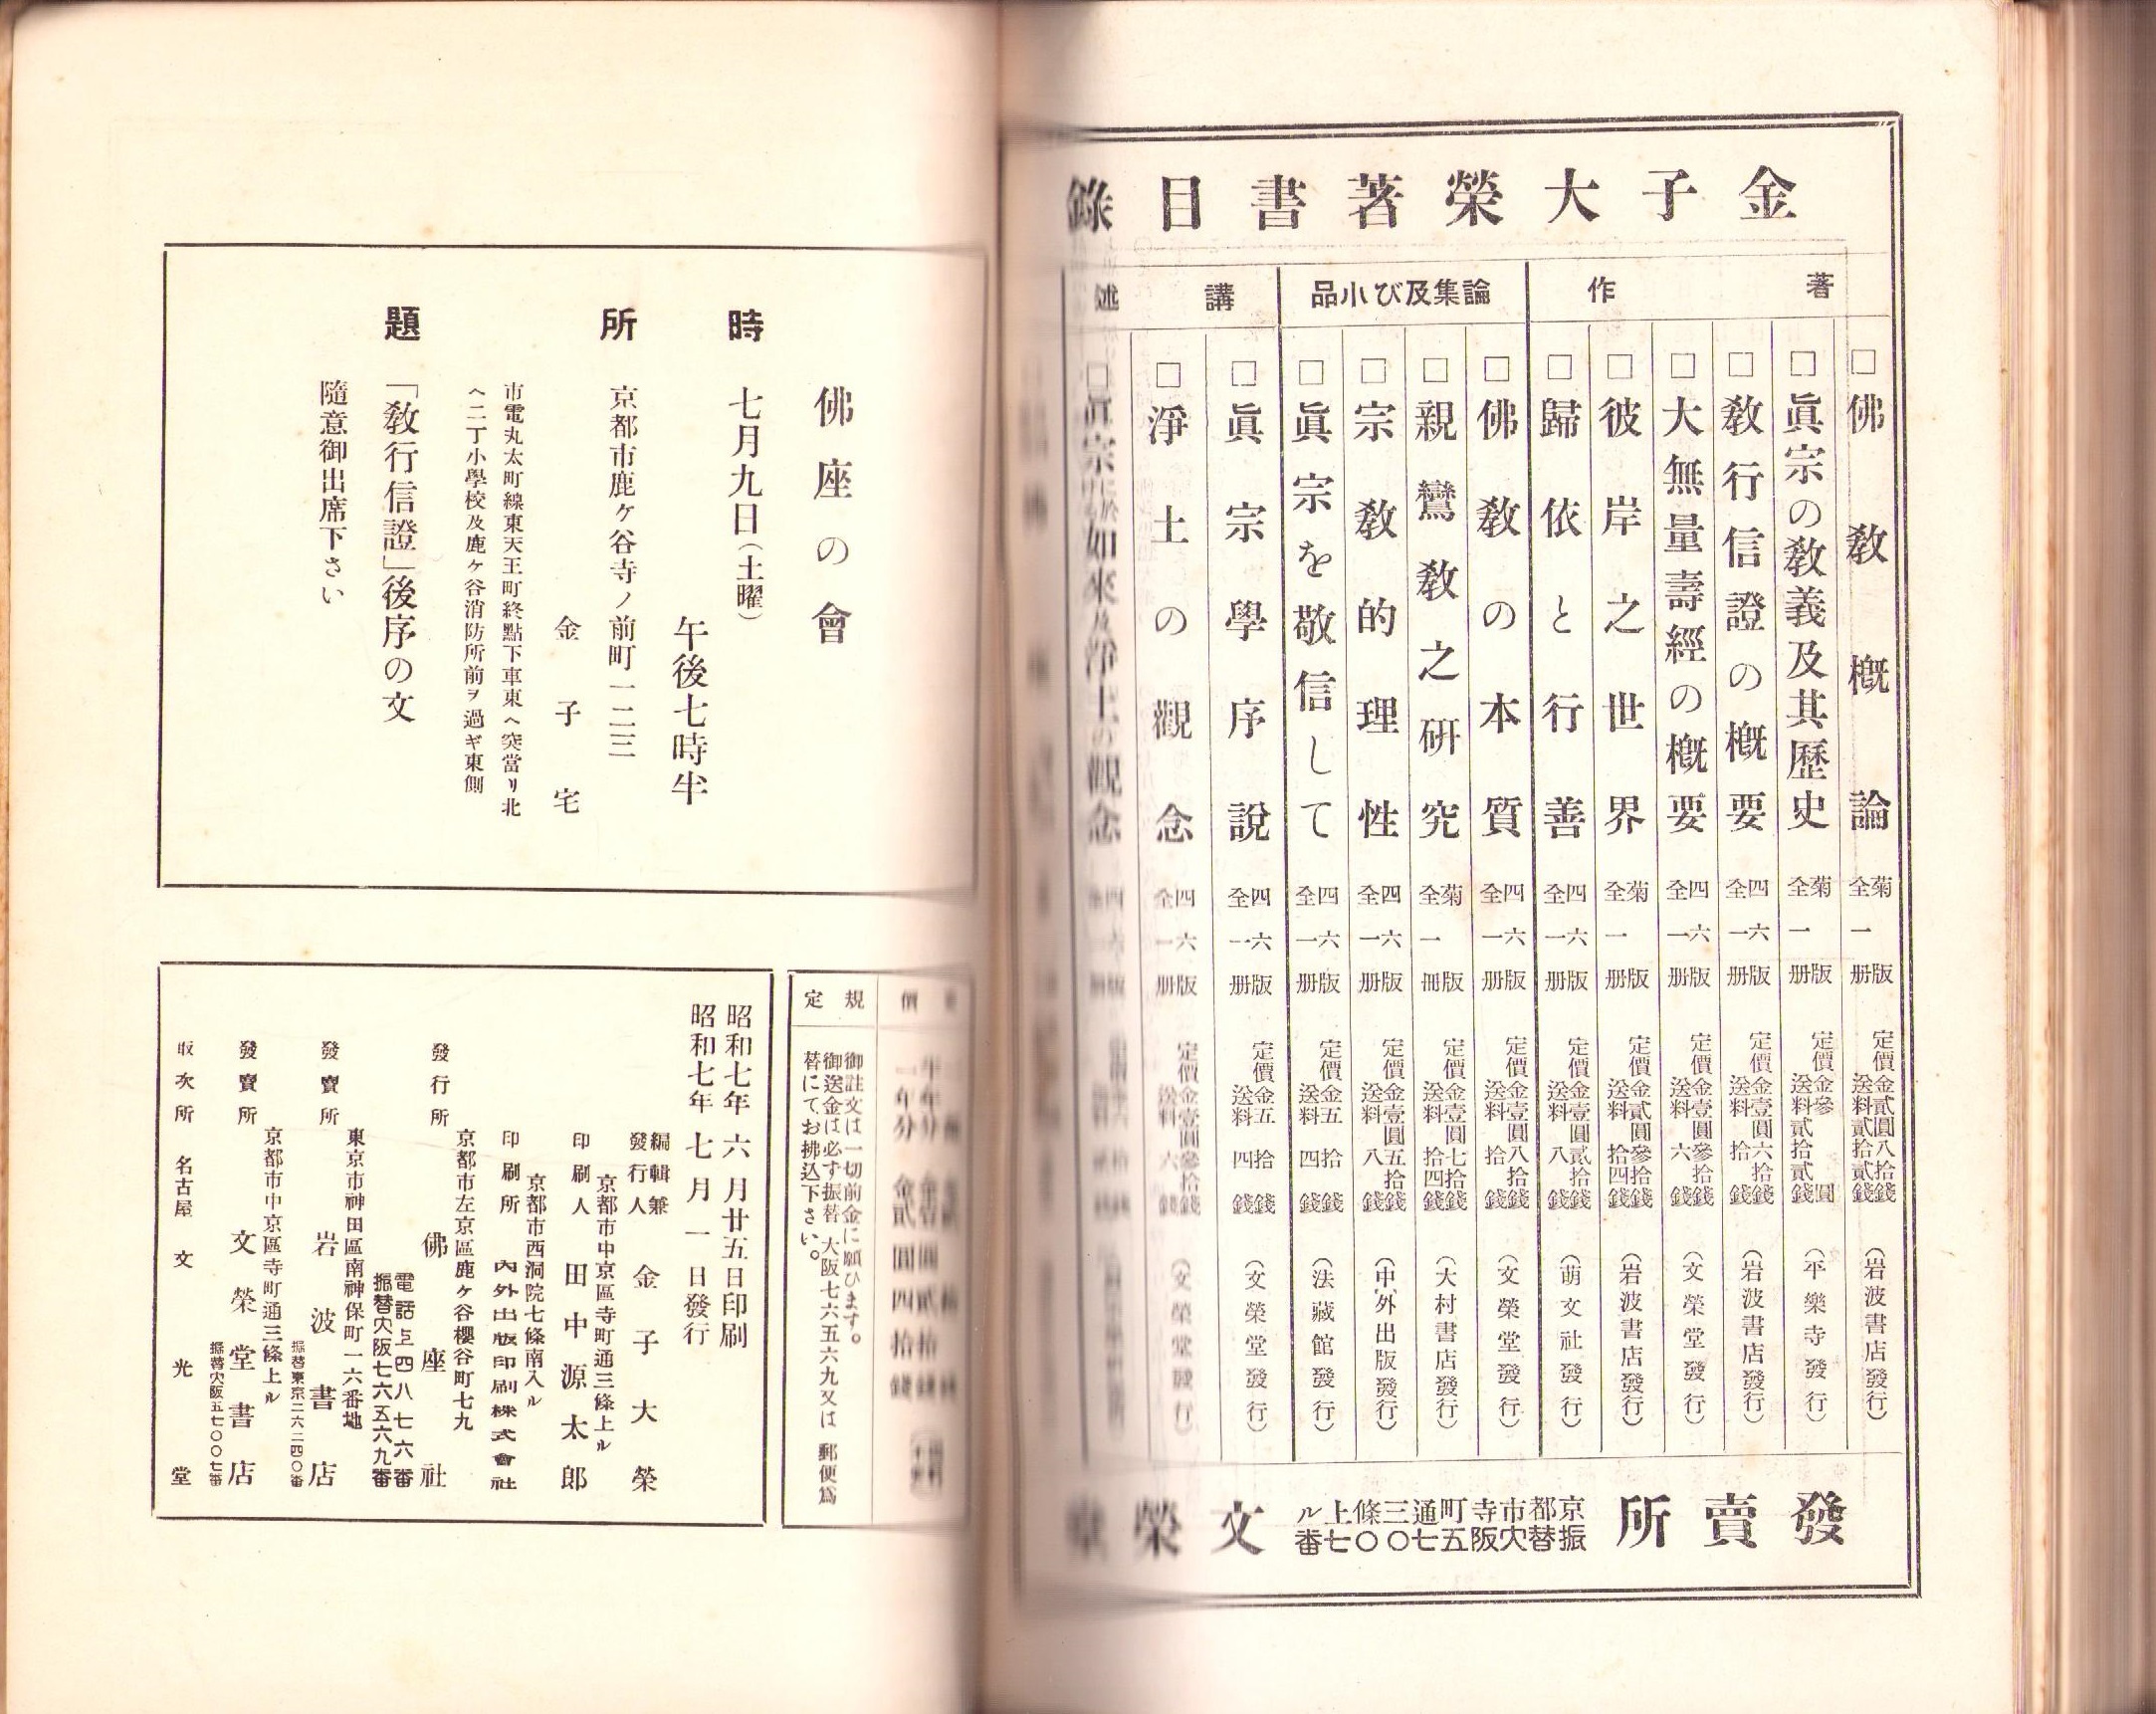 金子大榮著書目錄
著作
□佛教概論 菊版全一册 定價金貳圓八拾錢 送料貳拾貳錢 (岩波書店發行)
□眞宗の教義及其歷史 菊版全一册 定價金參圓 送料貳拾貳錢 (平樂寺發行)
□教行信證の概要 四六版全一册 定價金壹圓六拾錢 送料拾錢 (岩波書店發行)
□大無量壽經の概要 四六版全一册 定價金壹圓參拾錢 送料六錢 (文榮堂發行)
□彼岸之世界 菊版全一册 定價金貳圓參拾錢 送料拾四錢 (岩波書店發行)
□歸依と行善 四六版全一册 定價金壹圓貳拾錢 送料八錢 (萠文社發行)
論集及び小品
□佛教の本質 四六版全一册 定價金壹圓八拾錢 送料拾錢 (文榮堂發行)
□親鸞教之硏究 菊版全一册 定價金壹圓七拾錢 送料拾四錢 (大村書店發行)
□宗教的理性 四六版全一册 定價金壹圓五拾錢 送料八錢 (中外出版發行)
□眞宗を敬信して 四六版全一册 定價金五拾錢 送料四錢 (法藏館發行)
講述
□眞宗學序說 四六版全一册 定價金五拾錢 送料四錢 (文榮堂發行)
□淨土の觀念 四六版全一册 定價金壹圓參拾錢 送料六錢 (文榮堂發行)
□眞宗に於ける如來及淨土の觀念
發賣所
京都市寺町通三條上ル
振替大阪五七〇〇七番
文榮堂
佛座の會
時 七月九日(土曜)
午後七時半
所 京都市鹿ケ谷寺ノ前町一二三
金子宅
市電丸太町線東天王町終點下車東ヘ突當リ北
ヘ二丁小學校及鹿ケ谷消防所前ヲ過ギ東側
題 「教行信證」後序の文
隨意御出席下さい
價
一年分 金貳圓四拾錢
規定
御註文は一切前金に願ひます。
御送金は必ず振替大阪七六五六九又は郵便爲
替にてお拂込下さい。
昭和七年六月廿五日印刷
昭和七年七月一日發行
編輯兼發行人 金子大榮
京都市中京區寺町通三條上ル
印刷人 田中源太郎
京都市西洞院七條南入ル
印刷所 內外出版印刷株式會社
京都市左京區鹿ケ谷櫻谷町七九
發行所 佛座社
電話上四八七六番
振替大阪七六五六九番
東京市神田區南神保町一六番地
發賣所 岩波書店
振替東京二六二四〇番
京都市中京區寺町通三條上ル
發賣所 文榮堂書店
振替大阪五七〇〇七番
取次所 名古屋 文光堂